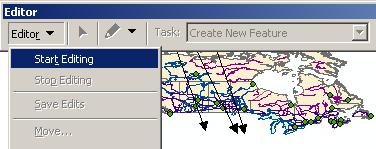 Editor
Editor Task: Create New Feature
Start Editing
Stop Editing
Save Edits
Move...